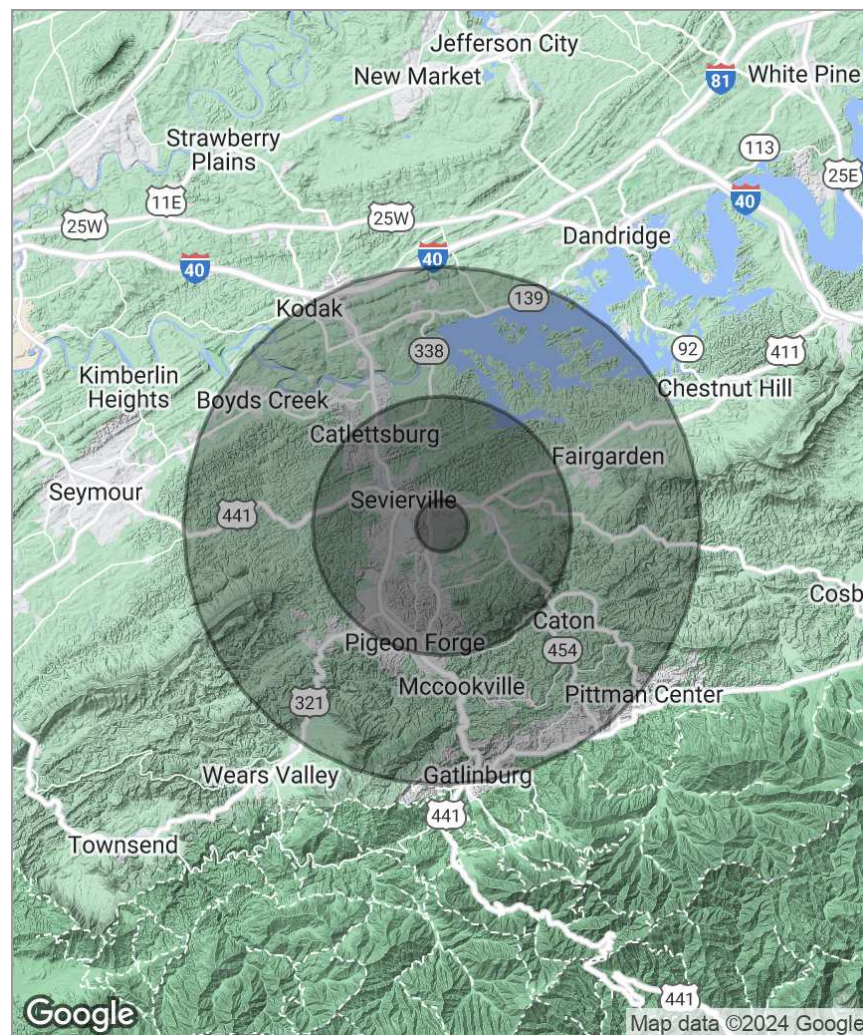 Jefferson City
New Market
81
White Pine
Strawberry
Plains
113
25E
11E
25W
25W
40
Dandridge
40
40
Kodak
139
338
92
411
Kimberlin
Heights
Chestnut Hill
Boyds Creek
Catlettsburg
Fairgarden
Seymour
Sevierville
441
Cosb
Caton
Pigeon Forge
454
Mccookville
Pittman Center
321
Wears Valley
Gatlinburg
441
Townsend
441
Google
Map data ©2024 Google